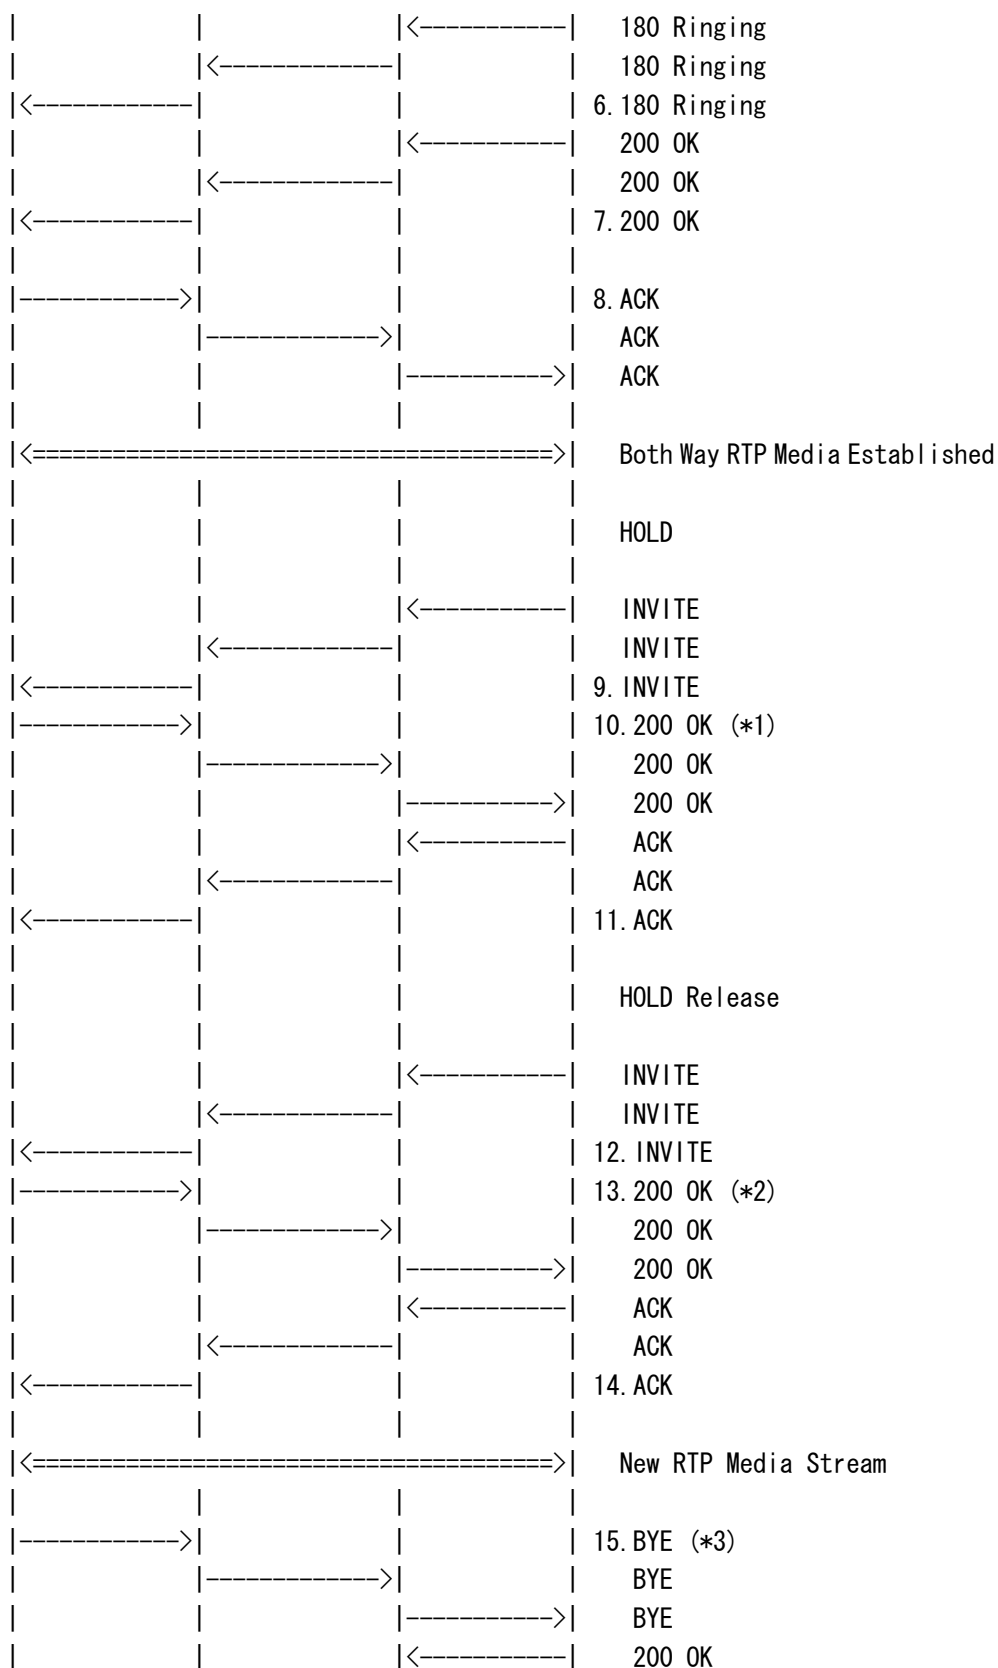 |             |              |<-----------|   180 Ringing
|             |<-------------|            |   180 Ringing
|<------------|              |            | 6.180 Ringing
|             |              |<-----------|   200 OK
|             |<-------------|            |   200 OK
|<------------|              |            | 7.200 OK
|             |              |            |
|------------>|              |            | 8.ACK
|             |------------->|            |   ACK
|             |              |----------->|   ACK
|             |              |            |
|<=======================================>|   Both Way RTP Media Established
|             |              |            |
|             |              |            |   HOLD
|             |              |            |
|             |              |<-----------|   INVITE
|             |<-------------|            |   INVITE
|<------------|              |            | 9.INVITE
|------------>|              |            | 10.200 OK (*1)
|             |------------->|            |    200 OK
|             |              |----------->|    200 OK
|             |              |<-----------|    ACK
|             |<-------------|            |    ACK
|<------------|              |            | 11.ACK
|             |              |            |
|             |              |            |   HOLD Release
|             |              |            |
|             |              |<-----------|   INVITE
|             |<-------------|            |   INVITE
|<------------|              |            | 12.INVITE
|------------>|              |            | 13.200 OK (*2)
|             |------------->|            |    200 OK
|             |              |----------->|    200 OK
|             |              |<-----------|    ACK
|             |<-------------|            |    ACK
|<------------|              |            | 14.ACK
|             |              |            |
|<=======================================>|   New RTP Media Stream
|             |              |            |
|------------>|              |            | 15.BYE (*3)
|             |------------->|            |    BYE
|             |              |----------->|    BYE
|             |              |<-----------|    200 OK